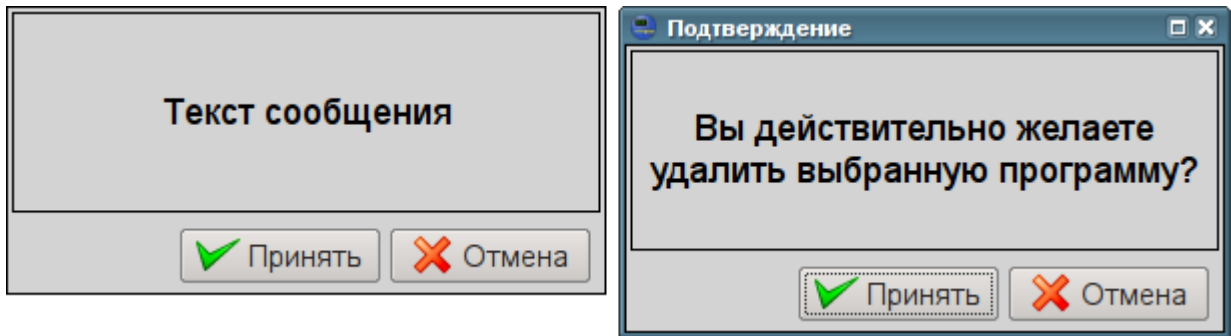 Текст сообщения
Принять
Отмена
Подтверждение
Вы действительно желаете
удалить выбранную программу?
Принять
Отмена